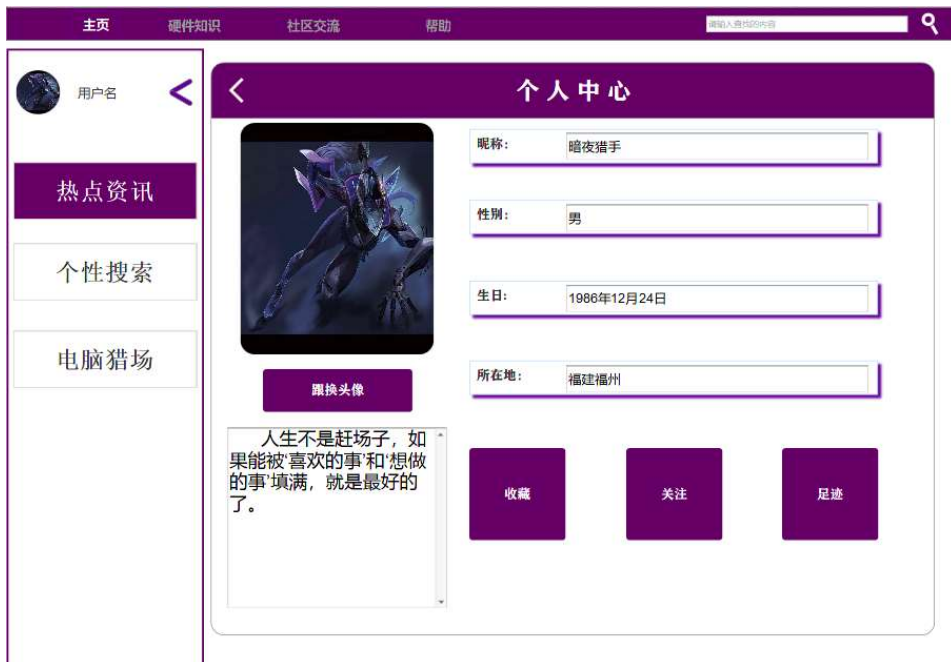 主页 硬件知识 社区交流 帮助 请输入查找的内容
用户名
个人中心
热点资讯
个性搜索
电脑猎场
昵称: 暗夜猎手
性别: 男
生日: 1986年12月24日
所在地: 福建福州
跟换头像
人生不是赶场子，如
果能被‘喜欢的事’和‘想做
的事’填满，就是最好的
了。
收藏 关注 足迹